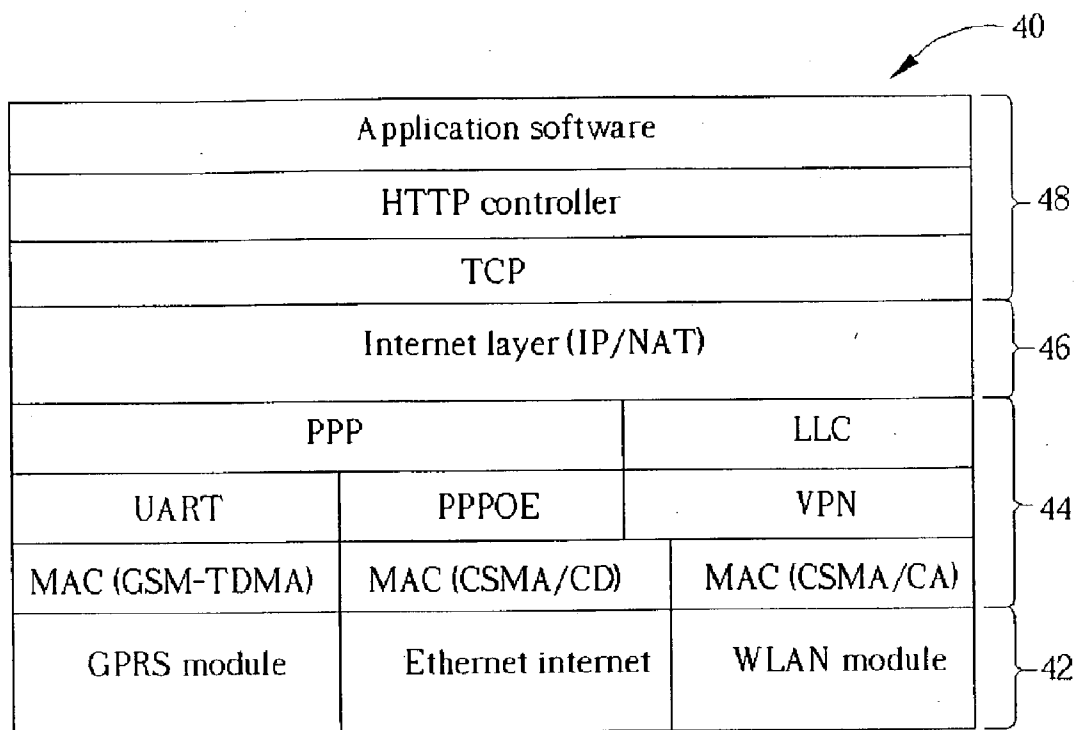 40
Application software
HTTP controller
48
TCP
Internet layer (IP/NAT)
46
PPP
LLC
UART
PPPOE
VPN
44
MAC (GSM-TDMA)
MAC (CSMA/CD)
MAC (CSMA/CA)
GPRS module
Ethernet internet
WLAN module
42